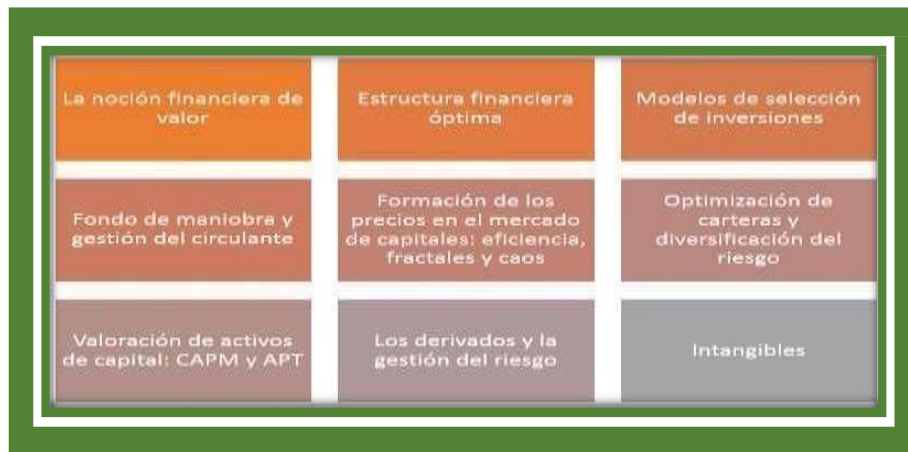 La noción financiera de
valor
Estructura financiera
óptima
Modelos de selección
de inversiones
Fondo de maniobra y
gestión del circulante
Formación de los
precios en el mercado
de capitales: eficiencia,
fractales y caos
Optimización de
carteras y
diversificación del
riesgo
Valoración de activos
de capital: CAPM y APT
Los derivados y la
gestión del riesgo
Intangibles